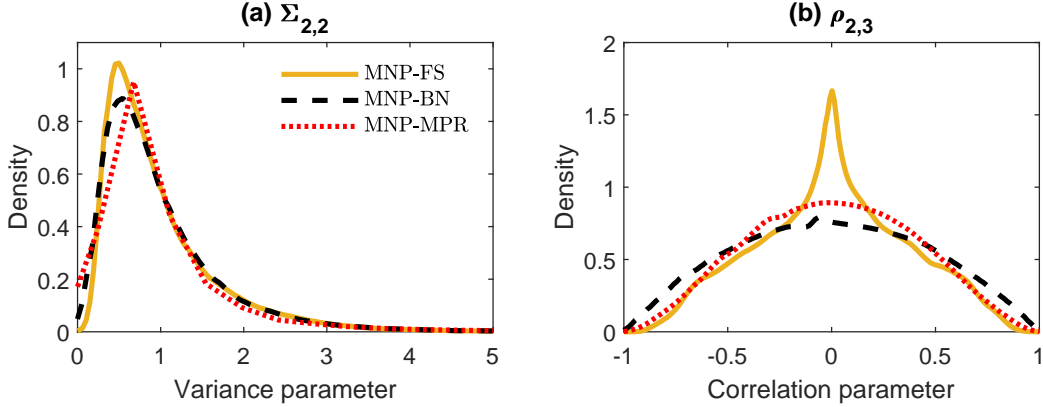 (a) Σ2,2
1
0.8
0.6
0.4
0.2
0
Density
0 1 2 3 4 5
Variance parameter
MNP-FS
MNP-BN
MNP-MPR
(b) ρ2,3
2
1.5
1
0.5
0
Density
-1 -0.5 0 0.5 1
Correlation parameter